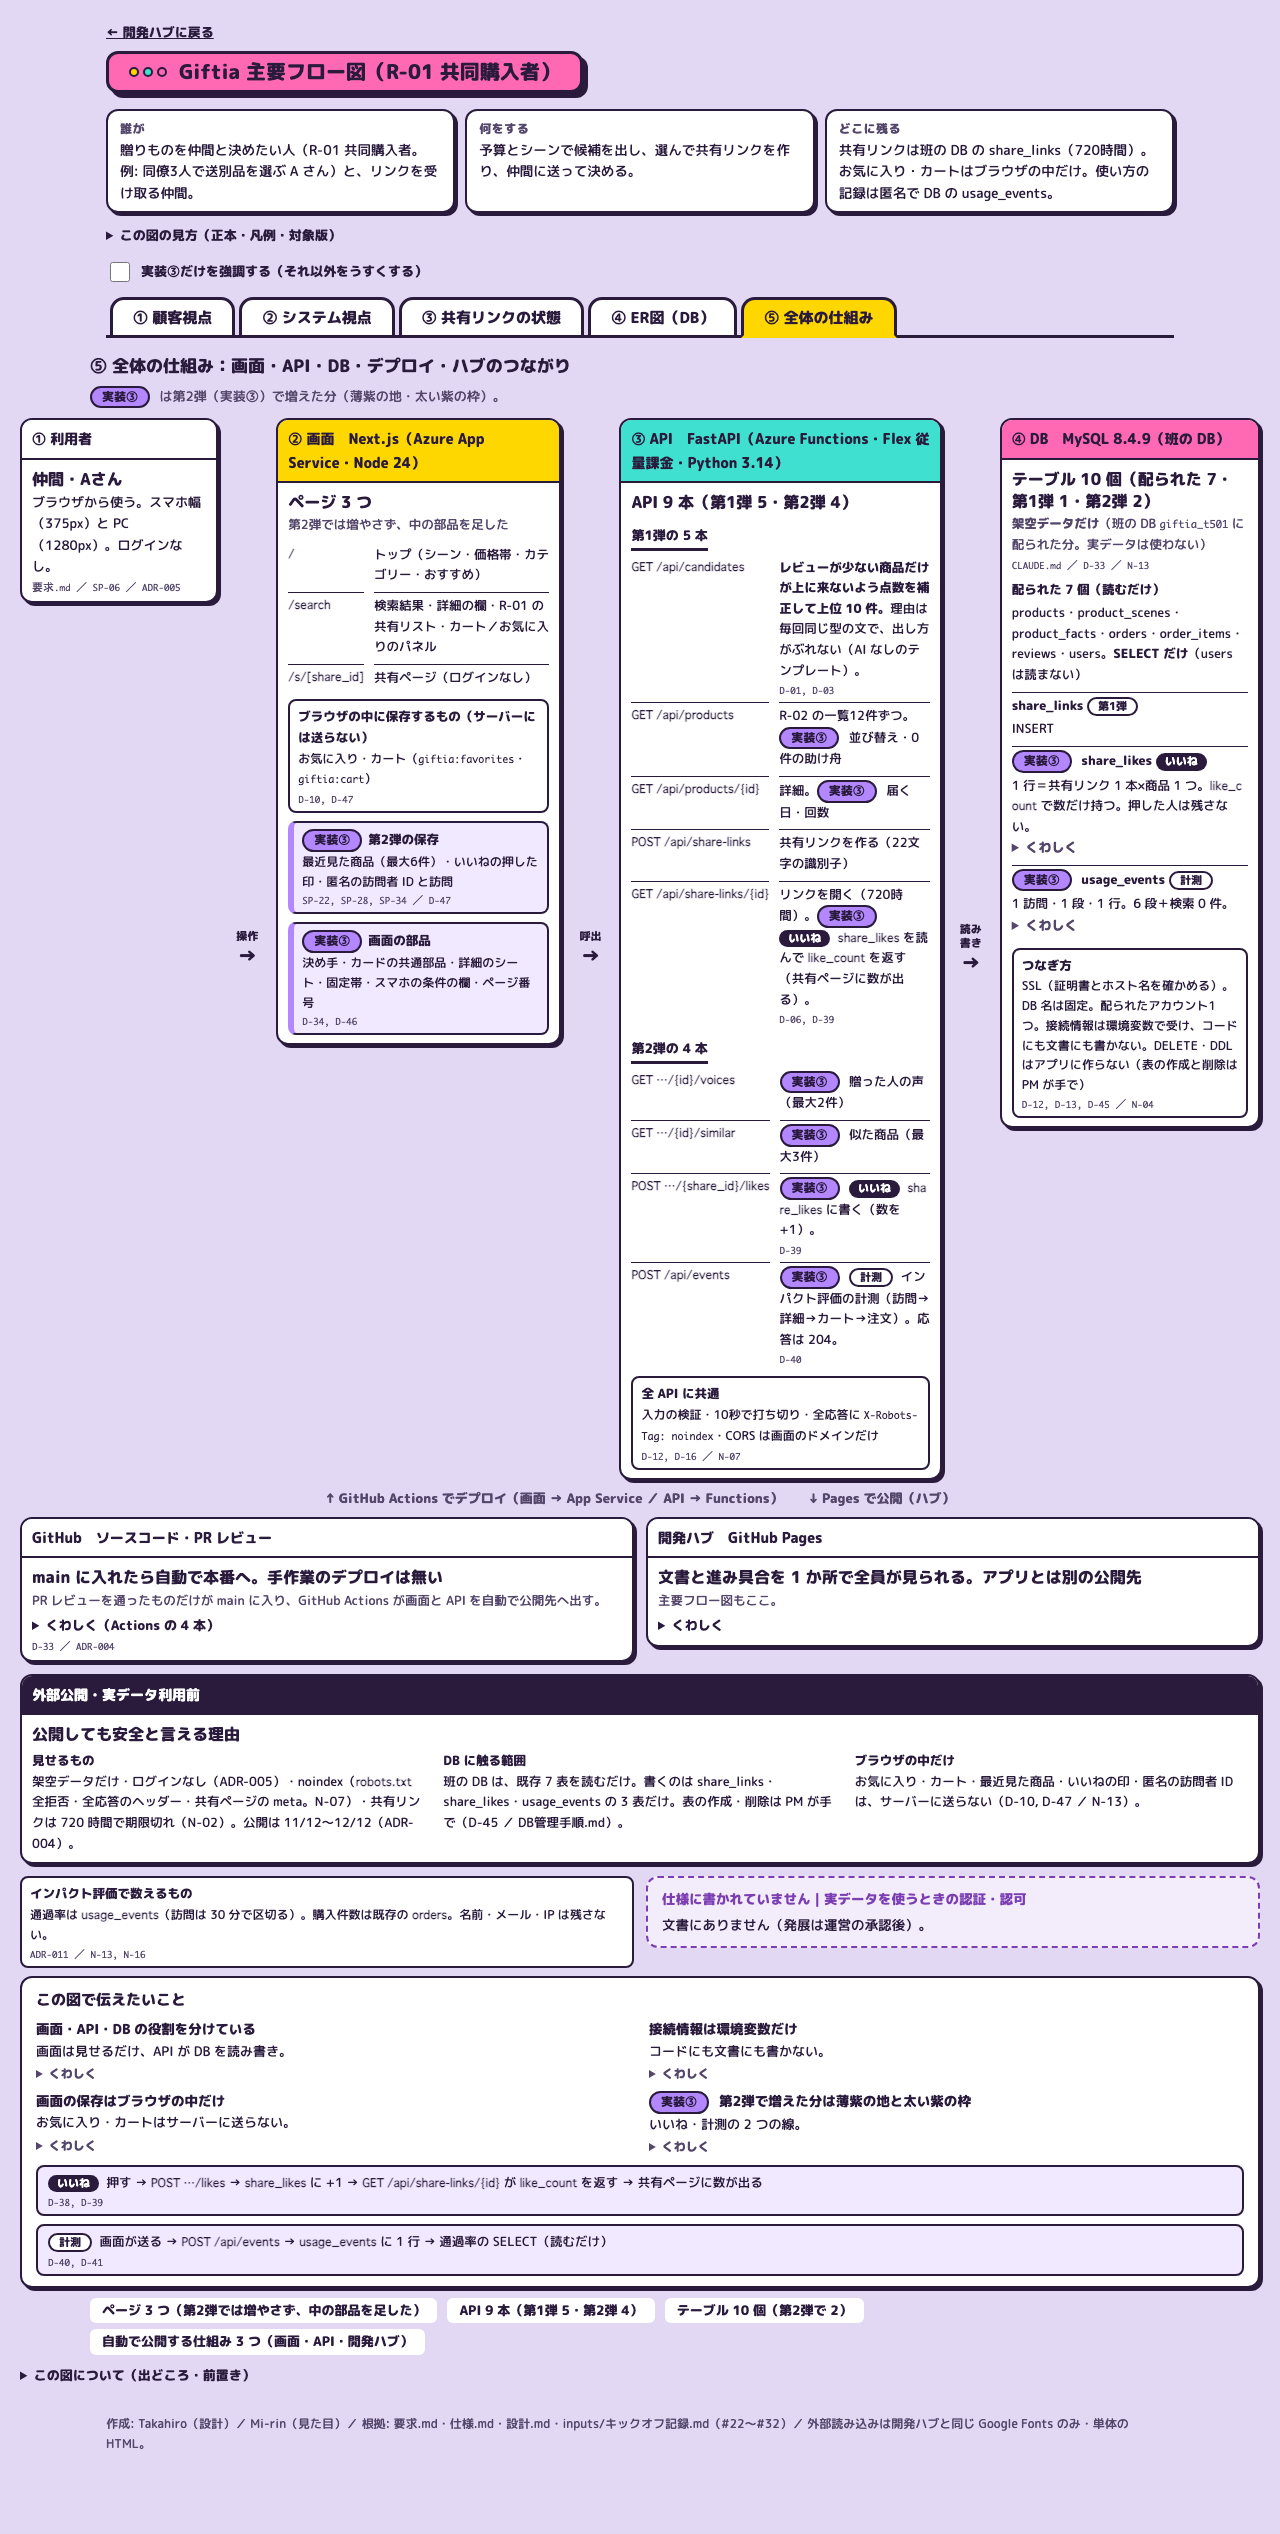 ← 開発ハブに戻る
Giftia 主要フロー図（R-01 共同購入者）
誰が
贈りものを仲間と決めたい人（R-01 共同購入者。
例: 同僚3人で送別品を選ぶ A さん）と、リンクを受
け取る仲間。
何をする
予算とシーンで候補を出し、選んで共有リンクを作
り、仲間に送って決める。
どこに残る
共有リンクは班の DB の share_links（720時間）。
お気に入り・カートはブラウザの中だけ。使い方の
記録は匿名で DB の usage_events。
▶ この図の見方（正本・凡例・対象版）
実装③だけを強調する（それ以外をうすくする）
① 顧客視点
② システム視点
③ 共有リンクの状態
④ ER図（DB）
⑤ 全体の仕組み
⑤ 全体の仕組み：画面・API・DB・デプロイ・ハブのつながり
実装③ は第2弾（実装③）で増えた分（薄紫の地・太い紫の枠）。
① 利用者
仲間・Aさん
ブラウザから使う。スマホ幅
（375px）と PC
（1280px）。ログインな
し。
要求.md ／ SP-06 ／ ADR-005
操作
→
② 画面　Next.js（Azure App
Service・Node 24）
ページ 3 つ
第2弾では増やさず、中の部品を足した
/
トップ（シーン・価格帯・カテ
ゴリー・おすすめ）
/search
検索結果・詳細の欄・R-01 の
共有リスト・カート／お気に入
りのパネル
/s/[share_id]
共有ページ（ログインなし）
ブラウザの中に保存するもの（サーバーに
は送らない）
お気に入り・カート（giftia:favorites・
giftia:cart）
D-10, D-47
実装③ 第2弾の保存
最近見た商品（最大6件）・いいねの押した
印・匿名の訪問者 ID と訪問
SP-22, SP-28, SP-34 ／ D-47
実装③ 画面の部品
決め手・カードの共通部品・詳細のシー
ト・固定帯・スマホの条件の欄・ページ番
号
D-34, D-46
呼出
→
③ API　FastAPI（Azure Functions・Flex 従
量課金・Python 3.14）
API 9 本（第1弾 5・第2弾 4）
第1弾の 5 本
GET /api/candidates
レビューが少ない商品だけ
が上に来ないよう点数を補
正して上位 10 件。理由は
毎回同じ型の文で、出し方
がぶれない（AI なしのテ
ンプレート）。
D-01, D-03
GET /api/products
R-02 の一覧12件ずつ。
実装③ 並び替え・0
件の助け舟
GET /api/products/{id}
詳細。実装③ 届く
日・回数
POST /api/share-links
共有リンクを作る（22文
字の識別子）
GET /api/share-links/{id}
リンクを開く（720時
間）。実装③
いいね share_likes を読
んで like_count を返す
（共有ページに数が出
る）。
D-06, D-39
第2弾の 4 本
GET …/{id}/voices
実装③ 贈った人の声
（最大2件）
GET …/{id}/similar
実装③ 似た商品（最
大3件）
POST …/{share_id}/likes
実装③ いいね sha
re_likes に書く（数を
+1）。
D-39
POST /api/events
実装③ 計測 イン
パクト評価の計測（訪問→
詳細→カート→注文）。応
答は 204。
D-40
全 API に共通
入力の検証・10秒で打ち切り・全応答に X-Robots-
Tag: noindex・CORS は画面のドメインだけ
D-12, D-16 ／ N-07
読み
書き
→
④ DB　MySQL 8.4.9（班の DB）
テーブル 10 個（配られた 7・
第1弾 1・第2弾 2）
架空データだけ（班の DB giftia_t501 に
配られた分。実データは使わない）
CLAUDE.md ／ D-33 ／ N-13
配られた 7 個（読むだけ）
products・product_scenes・
product_facts・orders・order_items・
reviews・users。SELECT だけ（users
は読まない）
share_links 第1弾
INSERT
実装③ share_likes いいね
1 行＝共有リンク 1 本×商品 1 つ。like_c
ount で数だけ持つ。押した人は残さな
い。
▶ くわしく
実装③ usage_events 計測
1 訪問・1 段・1 行。6 段＋検索 0 件。
▶ くわしく
つなぎ方
SSL（証明書とホスト名を確かめる）。
DB 名は固定。配られたアカウント1
つ。接続情報は環境変数で受け、コード
にも文書にも書かない。DELETE・DDL
はアプリに作らない（表の作成と削除は
PM が手で）
D-12, D-13, D-45 ／ N-04
↑ GitHub Actions でデプロイ（画面 → App Service ／ API → Functions）　　↓ Pages で公開（ハブ）
GitHub　ソースコード・PR レビュー
main に入れたら自動で本番へ。手作業のデプロイは無い
PR レビューを通ったものだけが main に入り、GitHub Actions が画面と API を自動で公開先へ出す。
▶ くわしく（Actions の 4 本）
D-33 ／ ADR-004
開発ハブ　GitHub Pages
文書と進み具合を 1 か所で全員が見られる。アプリとは別の公開先
主要フロー図もここ。
▶ くわしく
外部公開・実データ利用前
公開しても安全と言える理由
見せるもの
架空データだけ・ログインなし（ADR-005）・noindex（robots.txt
全拒否・全応答のヘッダー・共有ページの meta。N-07）・共有リン
クは 720 時間で期限切れ（N-02）。公開は 11/12〜12/12（ADR-
004）。
DB に触る範囲
班の DB は、既存 7 表を読むだけ。書くのは share_links・
share_likes・usage_events の 3 表だけ。表の作成・削除は PM が手
で（D-45 ／ DB管理手順.md）。
ブラウザの中だけ
お気に入り・カート・最近見た商品・いいねの印・匿名の訪問者 ID
は、サーバーに送らない（D-10, D-47 ／ N-13）。
インパクト評価で数えるもの
通過率は usage_events（訪問は 30 分で区切る）。購入件数は既存の orders。名前・メール・IP は残さな
い。
ADR-011 ／ N-13, N-16
仕様に書かれていません｜実データを使うときの認証・認可
文書にありません（発展は運営の承認後）。
この図で伝えたいこと
画面・API・DB の役割を分けている
画面は見せるだけ、API が DB を読み書き。
▶ くわしく
接続情報は環境変数だけ
コードにも文書にも書かない。
▶ くわしく
画面の保存はブラウザの中だけ
お気に入り・カートはサーバーに送らない。
▶ くわしく
実装③ 第2弾で増えた分は薄紫の地と太い紫の枠
いいね・計測の 2 つの線。
▶ くわしく
いいね 押す → POST …/likes → share_likes に +1 → GET /api/share-links/{id} が like_count を返す → 共有ページに数が出る
D-38, D-39
計測 画面が送る → POST /api/events → usage_events に 1 行 → 通過率の SELECT（読むだけ）
D-40, D-41
ページ 3 つ（第2弾では増やさず、中の部品を足した）
API 9 本（第1弾 5・第2弾 4）
テーブル 10 個（第2弾で 2）
自動で公開する仕組み 3 つ（画面・API・開発ハブ）
▶ この図について（出どころ・前置き）
作成: Takahiro（設計）／ Mi-rin（見た目）／ 根拠: 要求.md・仕様.md・設計.md・inputs/キックオフ記録.md（#22〜#32）／ 外部読み込みは開発ハブと同じ Google Fonts のみ・単体の
HTML。